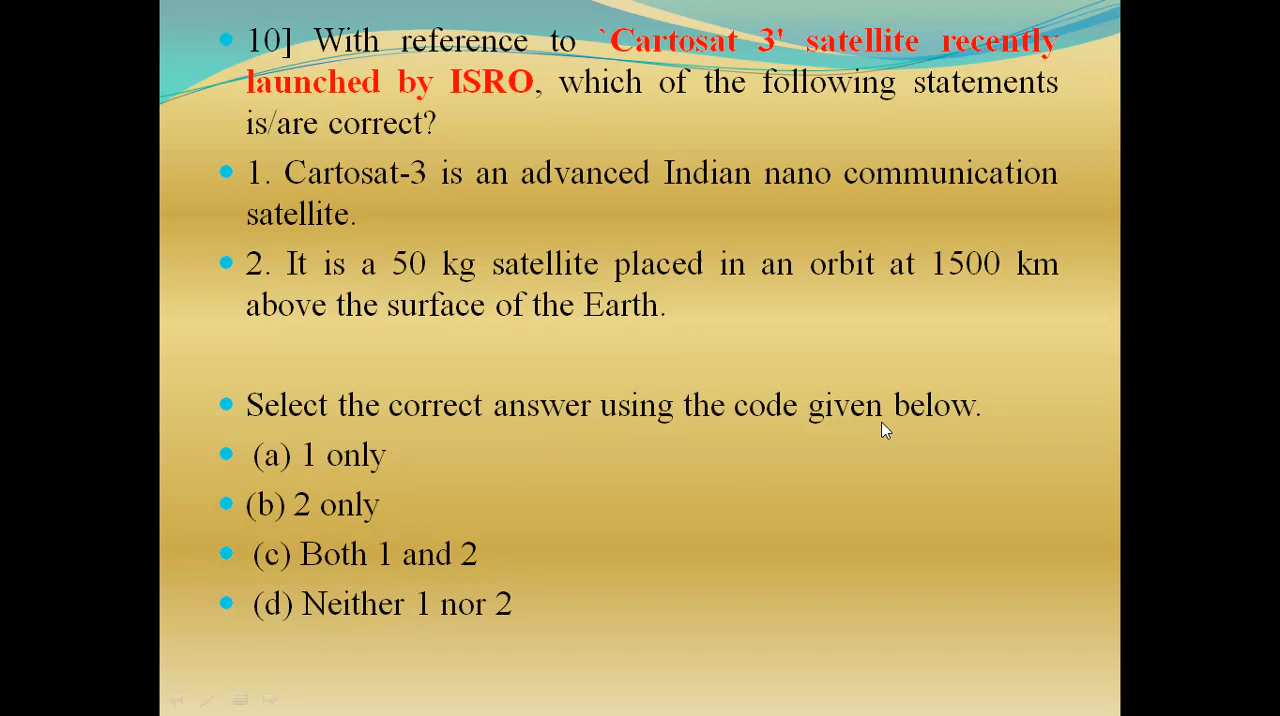 10] With reference to `Cartosat 3' satellite recently
launched by ISRO, which of the following statements
is/are correct?
1. Cartosat-3 is an advanced Indian nano communication
satellite.
2. It is a 50 kg satellite placed in an orbit at 1500 km
above the surface of the Earth.
Select the correct answer using the code given below.
(a) 1 only
(b) 2 only
(c) Both 1 and 2
(d) Neither 1 nor 2